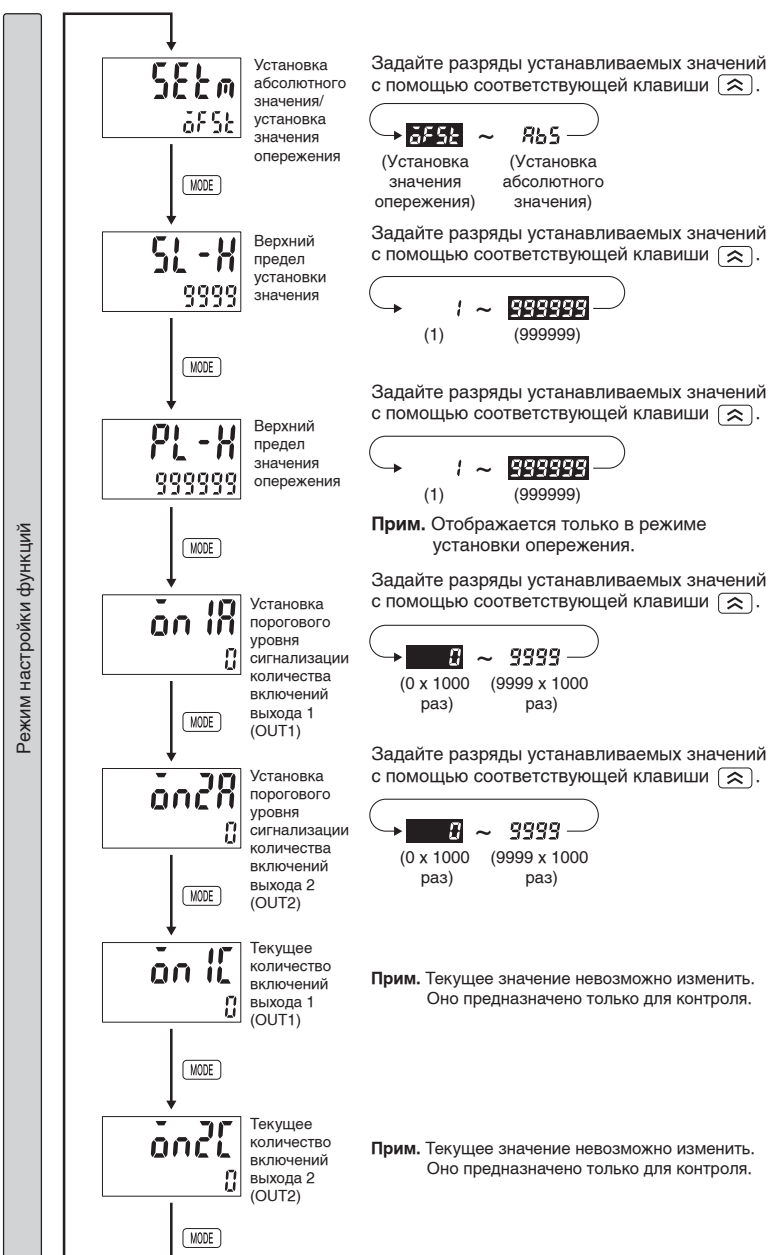 Режим настройки функций
SEtm
oFSt
Установка
абсолютного
значения/
установка
значения
опережения
Задайте разряды устанавливаемых значений
с помощью соответствующей клавиши.
oFSt ~ AbS
(Установка значения опережения)
(Установка абсолютного значения)
MODE
SL-H
9999
Верхний
предел
установки
значения
Задайте разряды устанавливаемых значений
с помощью соответствующей клавиши.
1 ~ 999999
(1) (999999)
MODE
PL-H
999999
Верхний
предел
значения
опережения
Задайте разряды устанавливаемых значений
с помощью соответствующей клавиши.
1 ~ 999999
(1) (999999)
Прим. Отображается только в режиме
установки опережения.
MODE
on1A
0
Установка
порогового
уровня
сигнализации
количества
включений
выхода 1
(OUT1)
Задайте разряды устанавливаемых значений
с помощью соответствующей клавиши.
0 ~ 9999
(0 x 1000 (9999 x 1000
раз) раз)
MODE
on2A
0
Установка
порогового
уровня
сигнализации
количества
включений
выхода 2
(OUT2)
Задайте разряды устанавливаемых значений
с помощью соответствующей клавиши.
0 ~ 9999
(0 x 1000 (9999 x 1000
раз) раз)
MODE
on1C
0
Текущее
количество
включений
выхода 1
(OUT1)
Прим. Текущее значение невозможно изменить.
Оно предназначено только для контроля.
MODE
on2C
0
Текущее
количество
включений
выхода 2
(OUT2)
Прим. Текущее значение невозможно изменить.
Оно предназначено только для контроля.
MODE